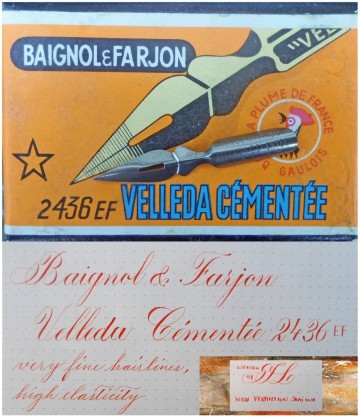 BAIGNOL & FARJON
"VEL
LA PLUME DE FRANCE
GAULOIS
2436 EF VELLEDA CÉMENTÉE
Baignol & Farjon
Velleda Cémentée 2436 EF
very fine hairlines,
high elasticity